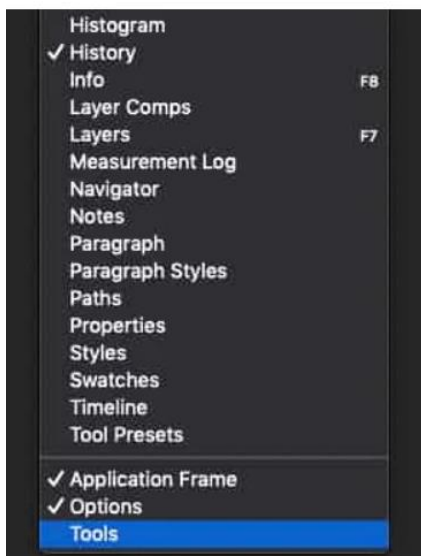 Histogram
✓ History
Info F8
Layer Comps
Layers F7
Measurement Log
Navigator
Notes
Paragraph
Paragraph Styles
Paths
Properties
Styles
Swatches
Timeline
Tool Presets
✓ Application Frame
✓ Options
Tools